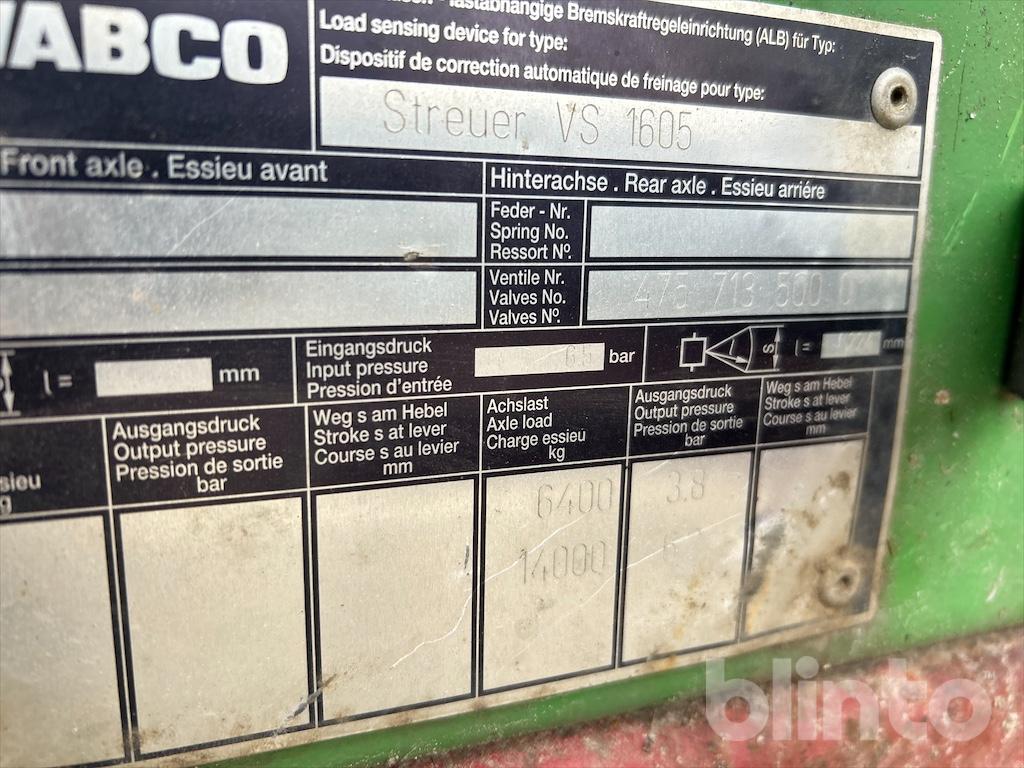 WABCO
lastabhängige Bremskraftregeleinrichtung (ALB) für Typ:
Load sensing device for type:
Dispositif de correction automatique de freinage pour type:
Streuer VS 1605
Front axle . Essieu avant
Hinterachse . Rear axle . Essieu arriére
Feder - Nr.
Spring No.
Ressort Nº.
Ventile Nr.
Valves No.
Valves Nº.
475 713 500 0
l = mm
Eingangsdruck
Input pressure
Pression d'entrée
6.5 bar
s l = mm
Ausgangsdruck
Output pressure
Pression de sortie
bar
Weg s am Hebel
Stroke s at lever
Course s au levier
mm
Achslast
Axle load
Charge essieu
kg
Ausgangsdruck
Output pressure
Pression de sortie
bar
Weg s am Hebel
Stroke s at lever
Course s au levier
mm
6400 3.8
14000
blinto